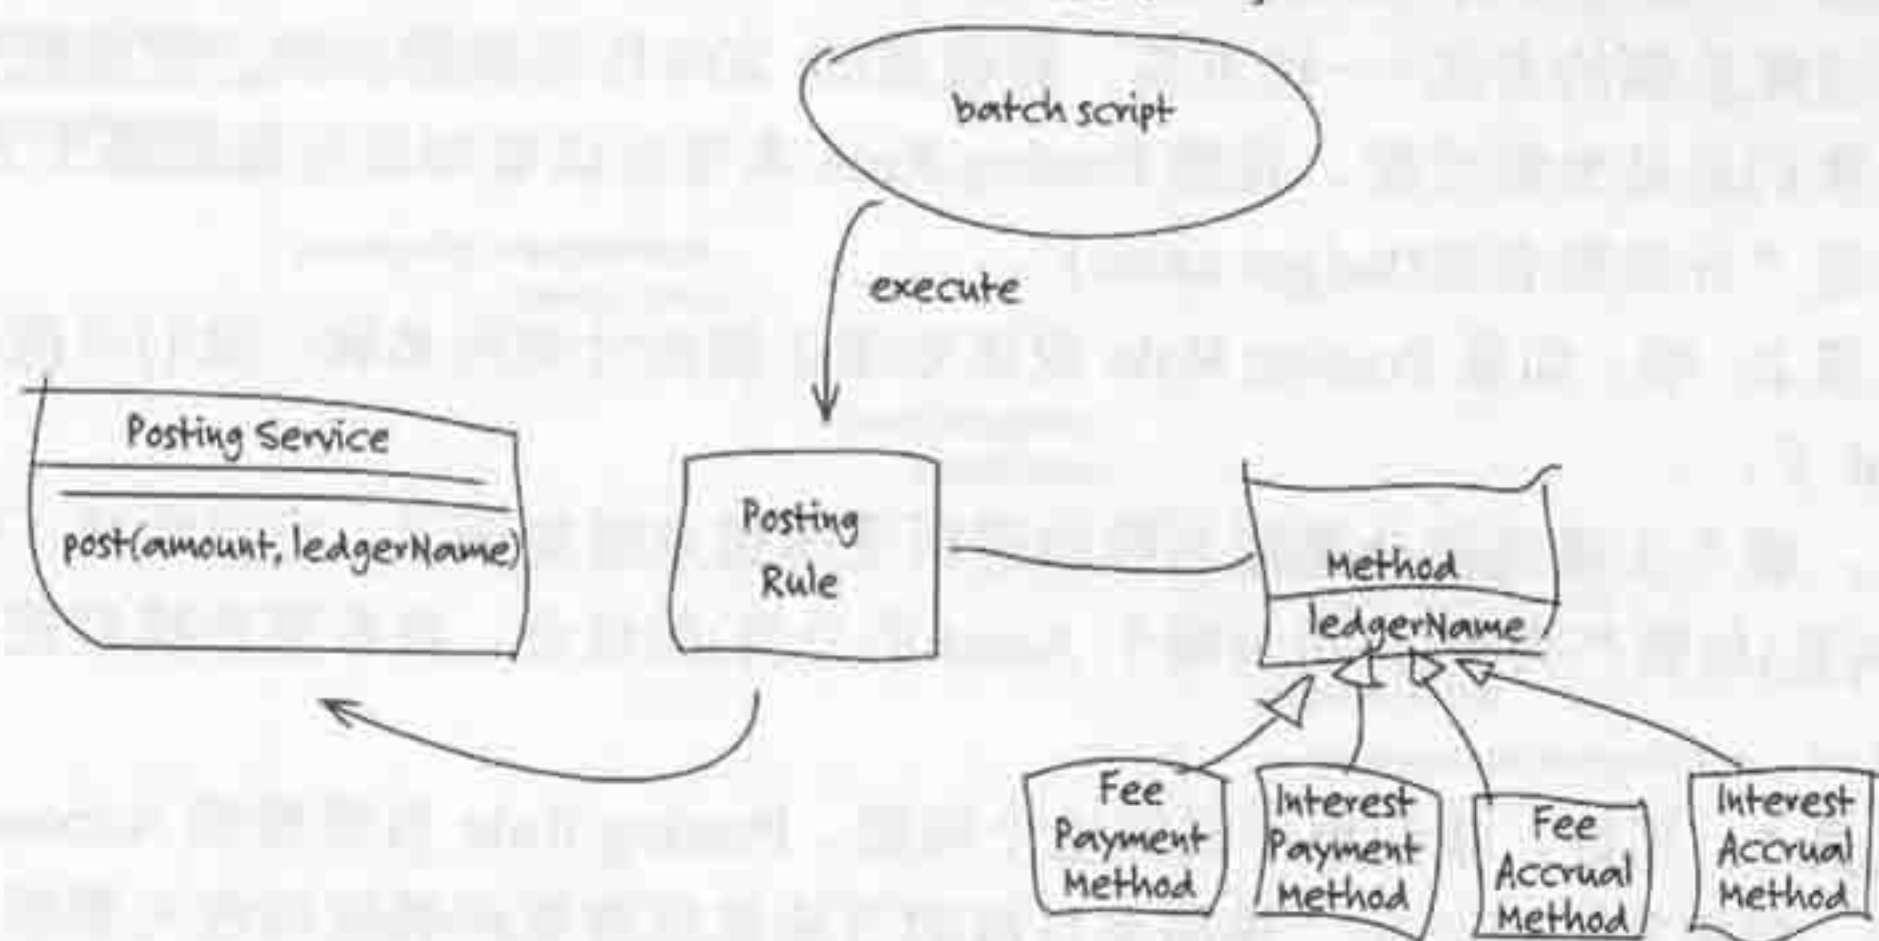 batch script
execute
Posting Service
post(amount, ledgerName)
Posting
Rule
Method
ledgerName
Fee
Payment
Method
Interest
Payment
Method
Fee
Accrual
Method
Interest
Accrual
Method